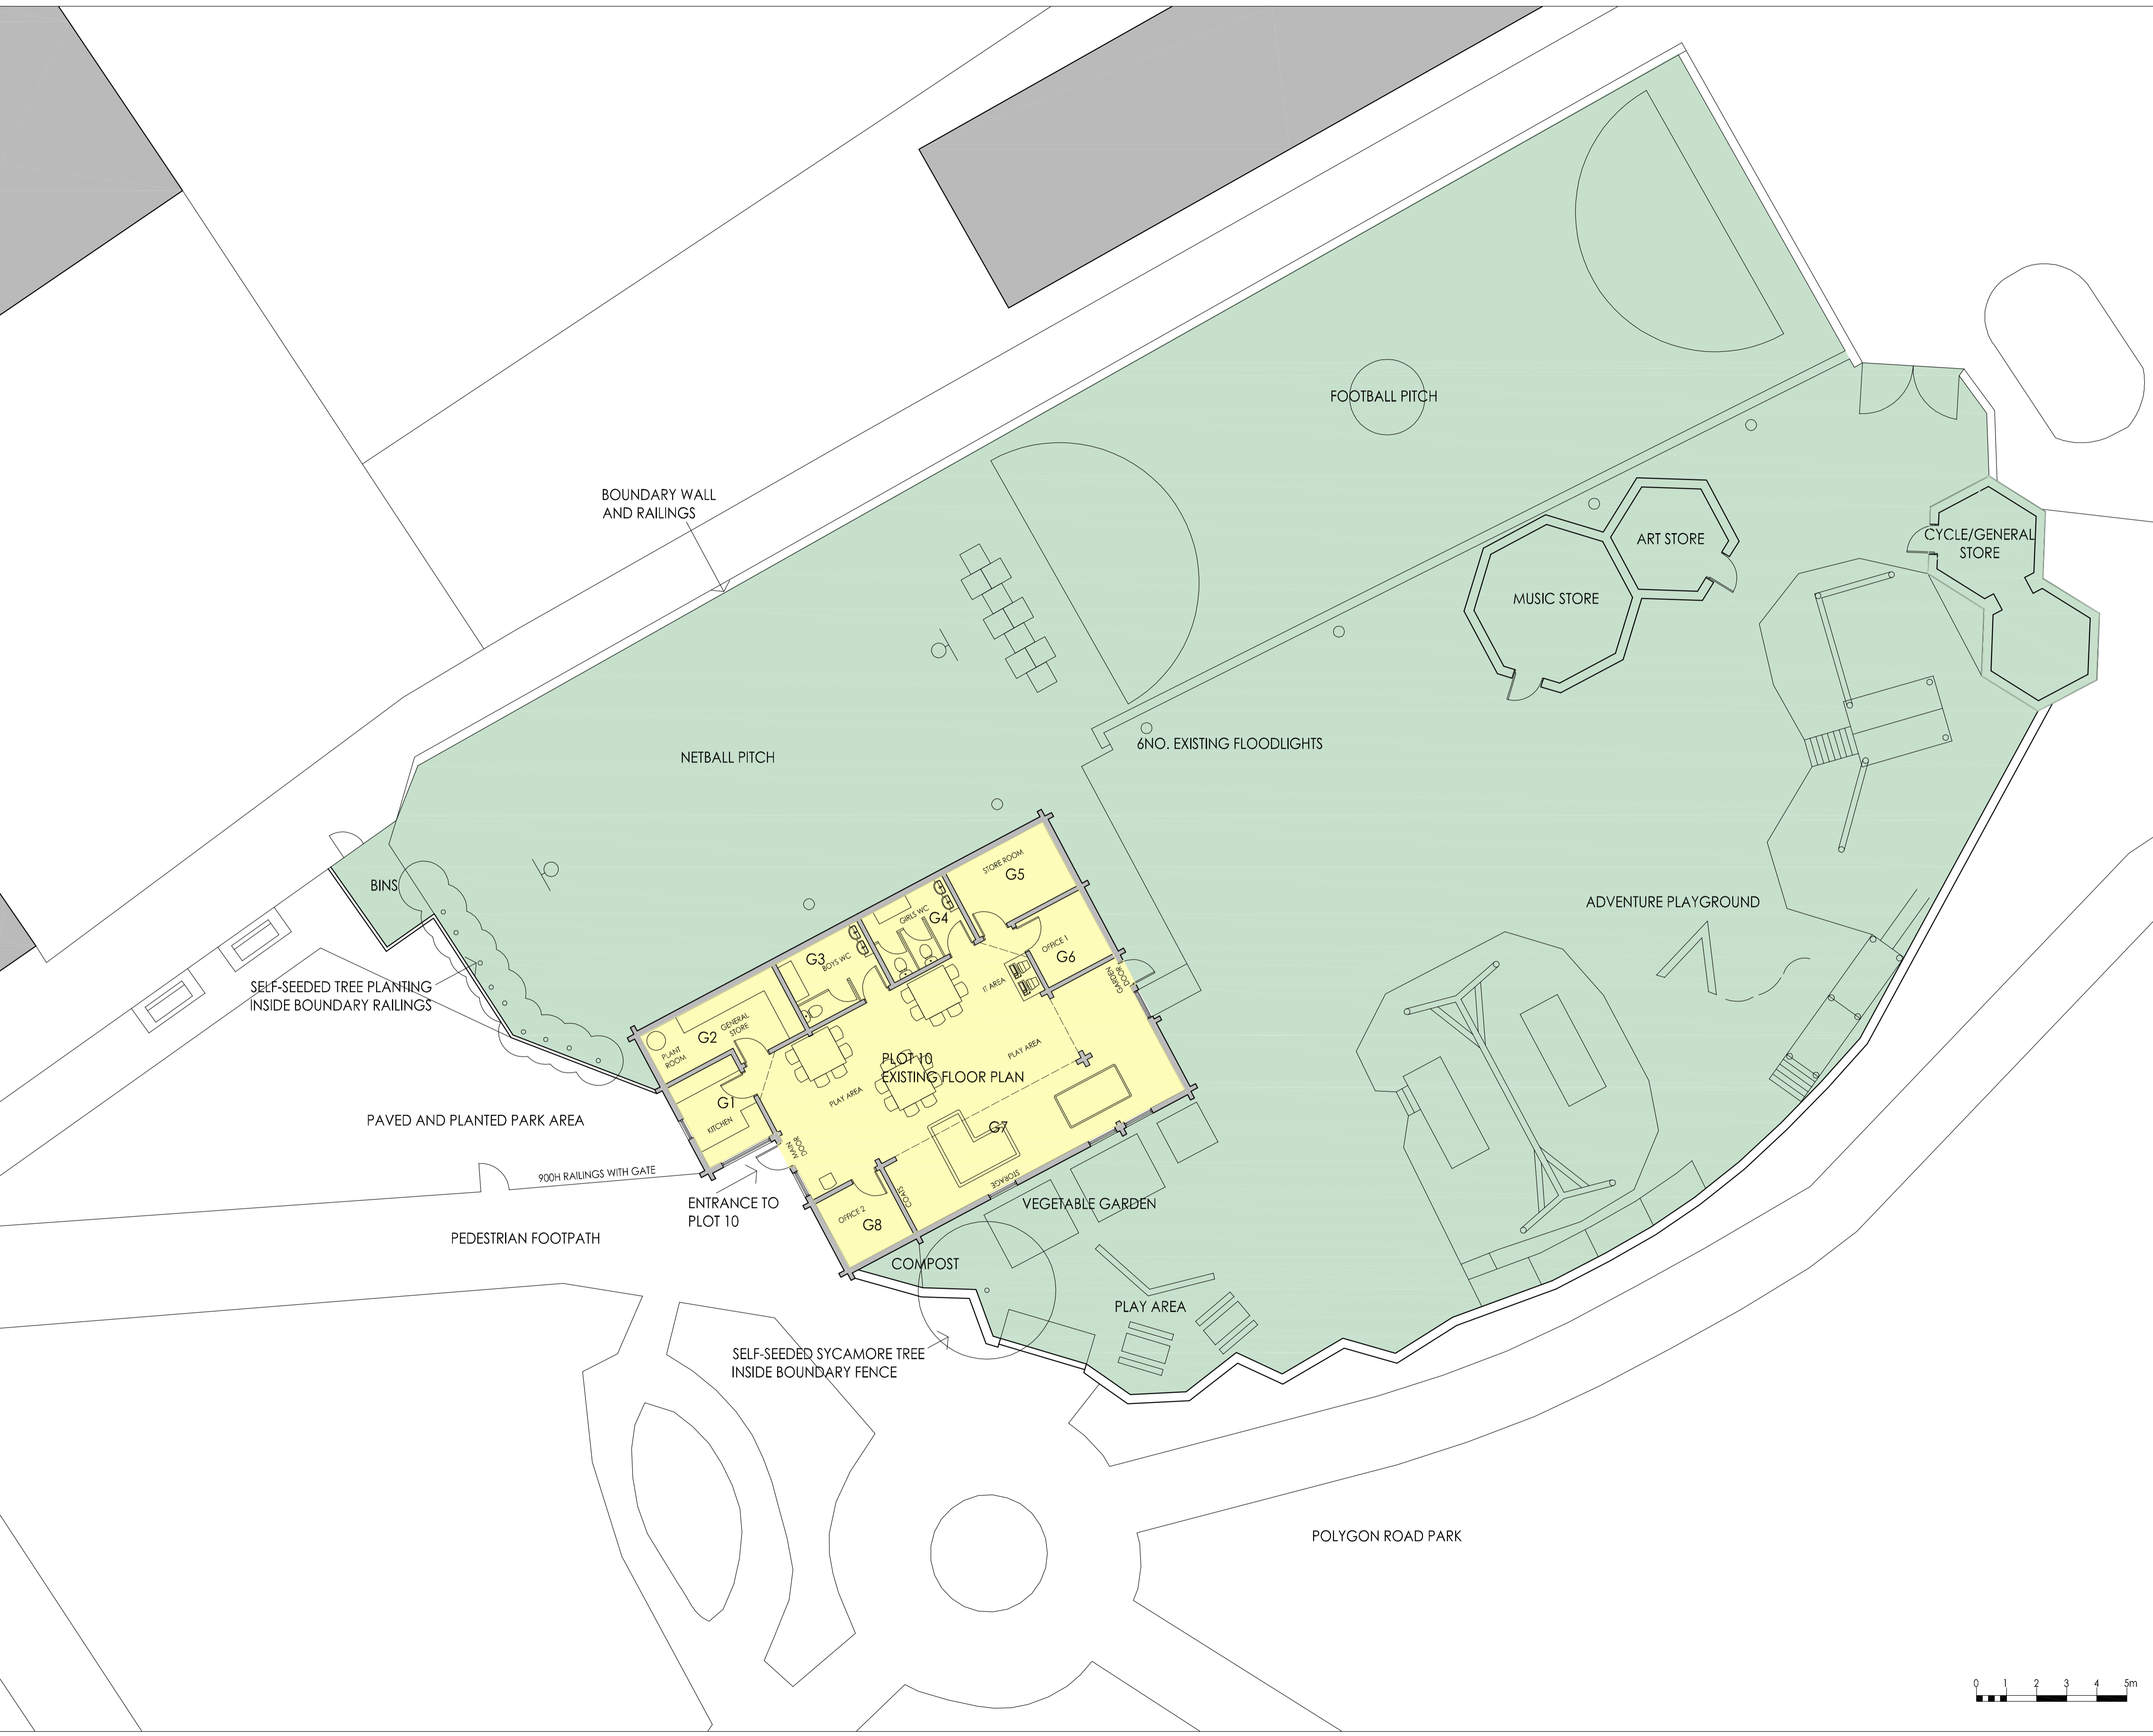 FOOTBALL PITCH
BOUNDARY WALL
AND RAILINGS
ART STORE
CYCLE/GENERAL
STORE
MUSIC STORE
6NO. EXISTING FLOODLIGHTS
NETBALL PITCH
BINS
ADVENTURE PLAYGROUND
SELF-SEEDED TREE PLANTING
INSIDE BOUNDARY RAILINGS
STORE ROOM
G5
GIRLS WC
G4
OFFICE 1
G6
G3
BOYS WC
GARDEN
DOOR
IT AREA
GENERAL
STORE
G2
PLANT
ROOM
PLAY AREA
PLOT 10
EXISTING FLOOR PLAN
PLAY AREA
G1
KITCHEN
G7
MAIN
DOOR
STORAGE
COATS
OFFICE 2
G8
PAVED AND PLANTED PARK AREA
900H RAILINGS WITH GATE
ENTRANCE TO
PLOT 10
VEGETABLE GARDEN
PEDESTRIAN FOOTPATH
COMPOST
PLAY AREA
SELF-SEEDED SYCAMORE TREE
INSIDE BOUNDARY FENCE
POLYGON ROAD PARK
0 1 2 3 4 5m